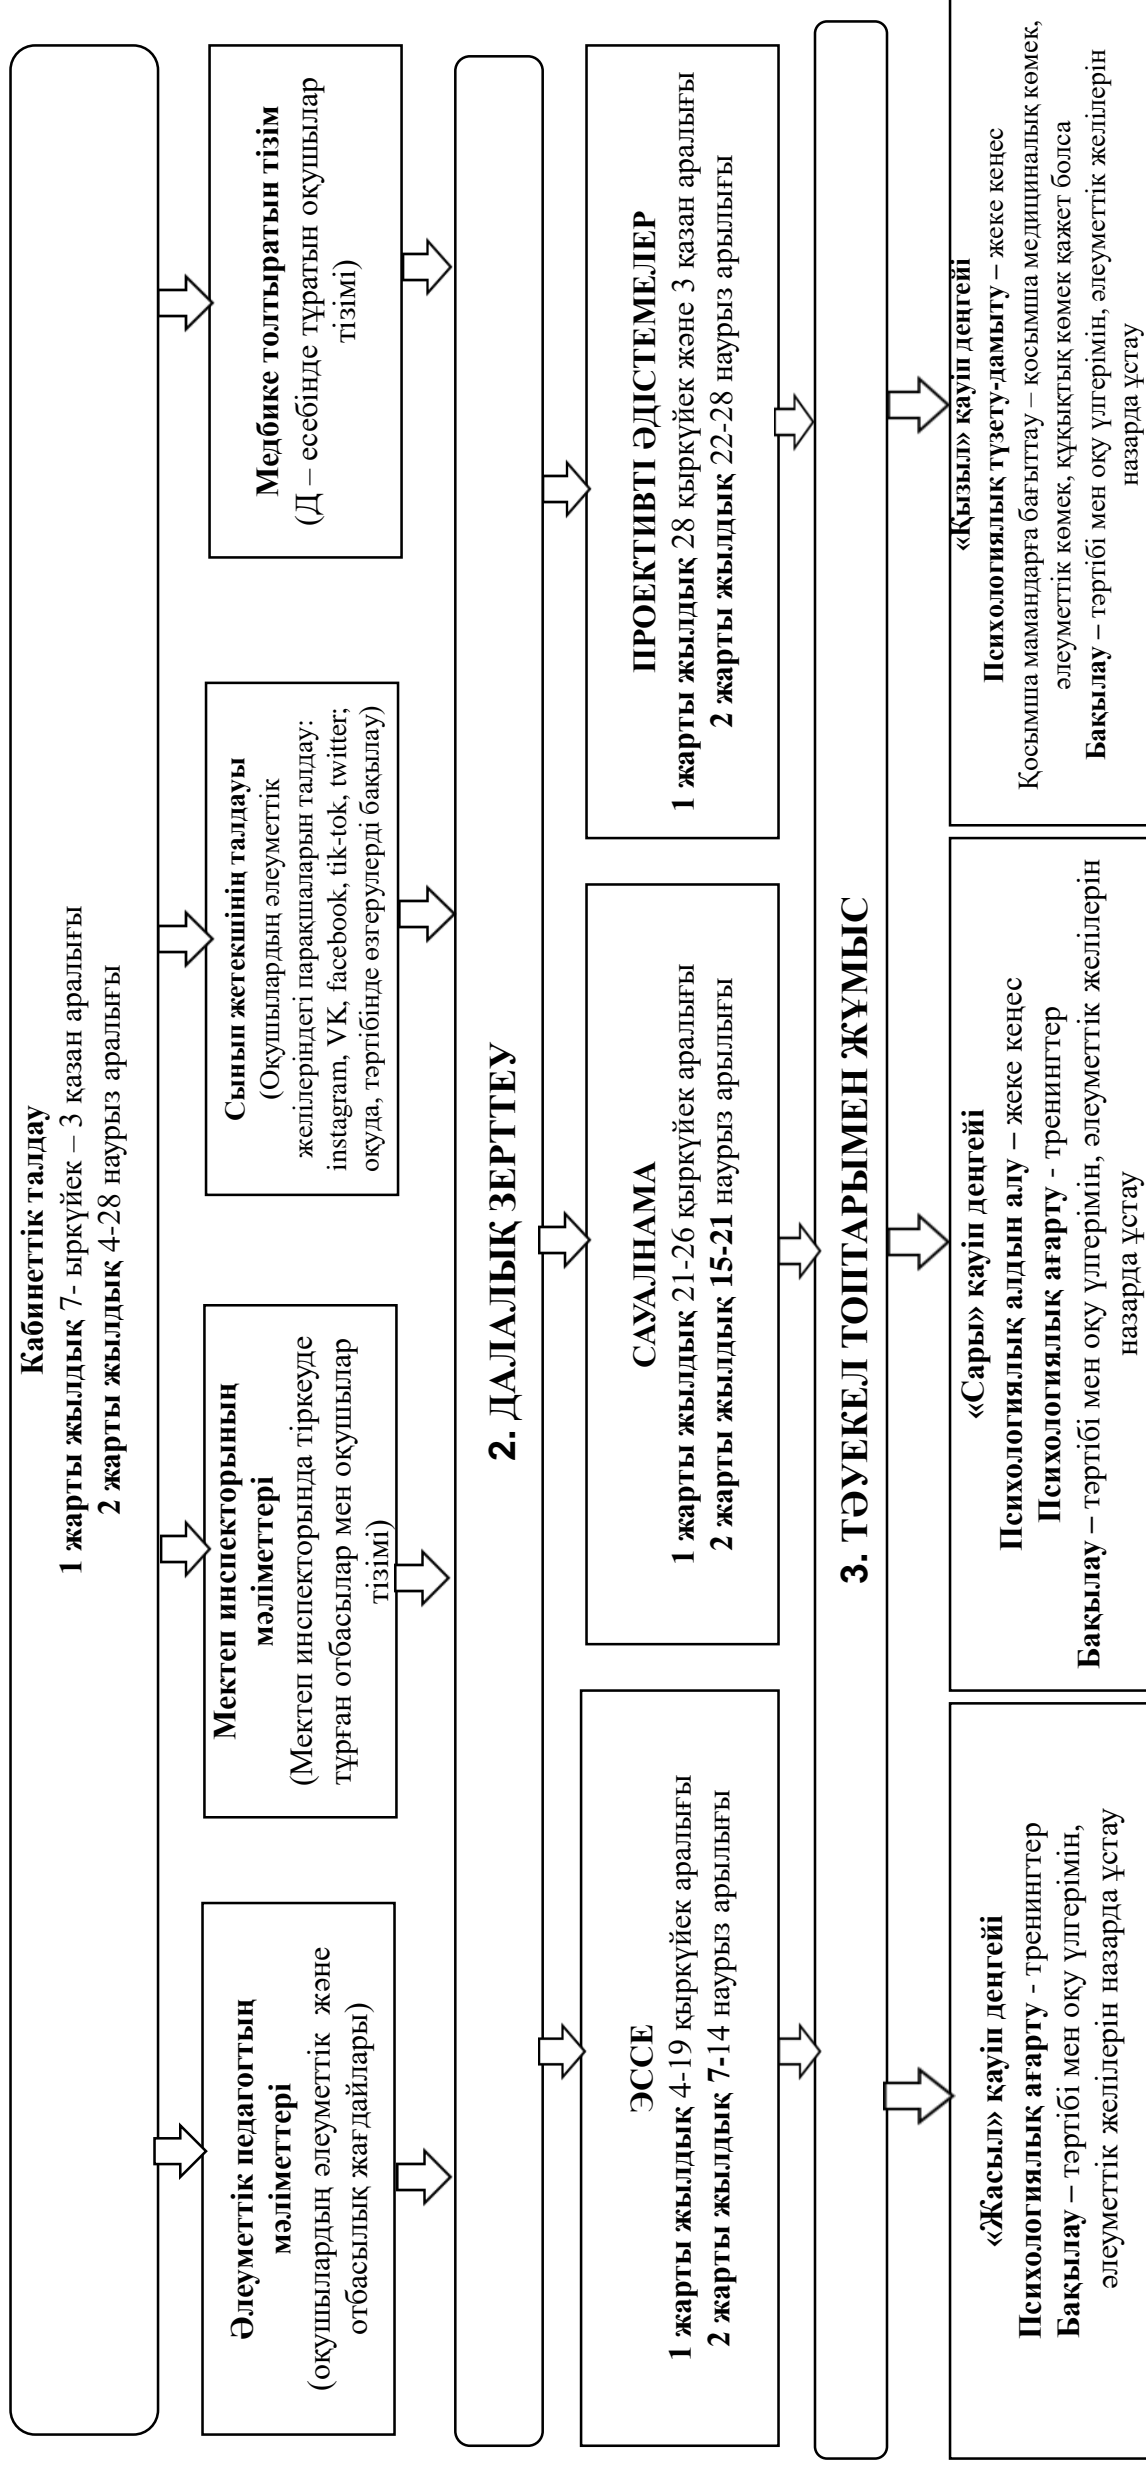 Кабинеттік талдау
1 жарты жылдық 7- ыркүйек – 3 қазан аралығы
2 жарты жылдық 4-28 наурыз аралығы
Әлеуметтік педагогтың
мәліметтері
(оқушылардың әлеуметтік және
отбасылық жағдайлары)
Мектеп инспекторының
мәліметтері
(Мектеп инспекторында тіркеуде
тұрған отбасылар мен оқушылар
тізімі)
Сынып жетекшінің талдауы
(Оқушылардың әлеуметтік
желілеріндегі парақшаларын талдау:
instagram, VK, facebook, tik-tok, twitter;
оқуда, тәртібінде өзгерулерді бақылау)
Медбике толтыратын тізім
(Д – есебінде тұратын оқушылар
тізімі)
2. ДАЛАЛЫҚ ЗЕРТТЕУ
ЭССЕ
1 жарты жылдық 4-19 қыркүйек аралығы
2 жарты жылдық 7-14 наурыз арылығы
САУАЛНАМА
1 жарты жылдық 21-26 қыркүйек аралығы
2 жарты жылдық 15-21 наурыз арылығы
ПРОЕКТИВТІ ӘДІСТЕМЕЛЕР
1 жарты жылдық 28 қыркүйек және 3 қазан аралығы
2 жарты жылдық 22-28 наурыз арылығы
3. ТӘУЕКЕЛ ТОПТАРЫМЕН ЖҰМЫС
«Жасыл» қауіп деңгейі
Психологиялық ағарту - тренингтер
Бақылау – тәртібі мен оқу үлгерімін,
әлеуметтік желілерін назарда ұстау
«Сары» қауіп деңгейі
Психологиялық алдын алу – жеке кеңес
Психологиялық ағарту - тренингтер
Бақылау – тәртібі мен оқу үлгерімін, әлеуметтік желілерін
назарда ұстау
«Қызыл» қауіп деңгейі
Психологиялық түзету-дамыту – жеке кеңес
Қосымша мамандарға бағыттау – қосымша медициналық көмек,
әлеуметтік көмек, құқықтық көмек қажет болса
Бақылау – тәртібі мен оқу үлгерімін, әлеуметтік желілерін
назарда ұстау